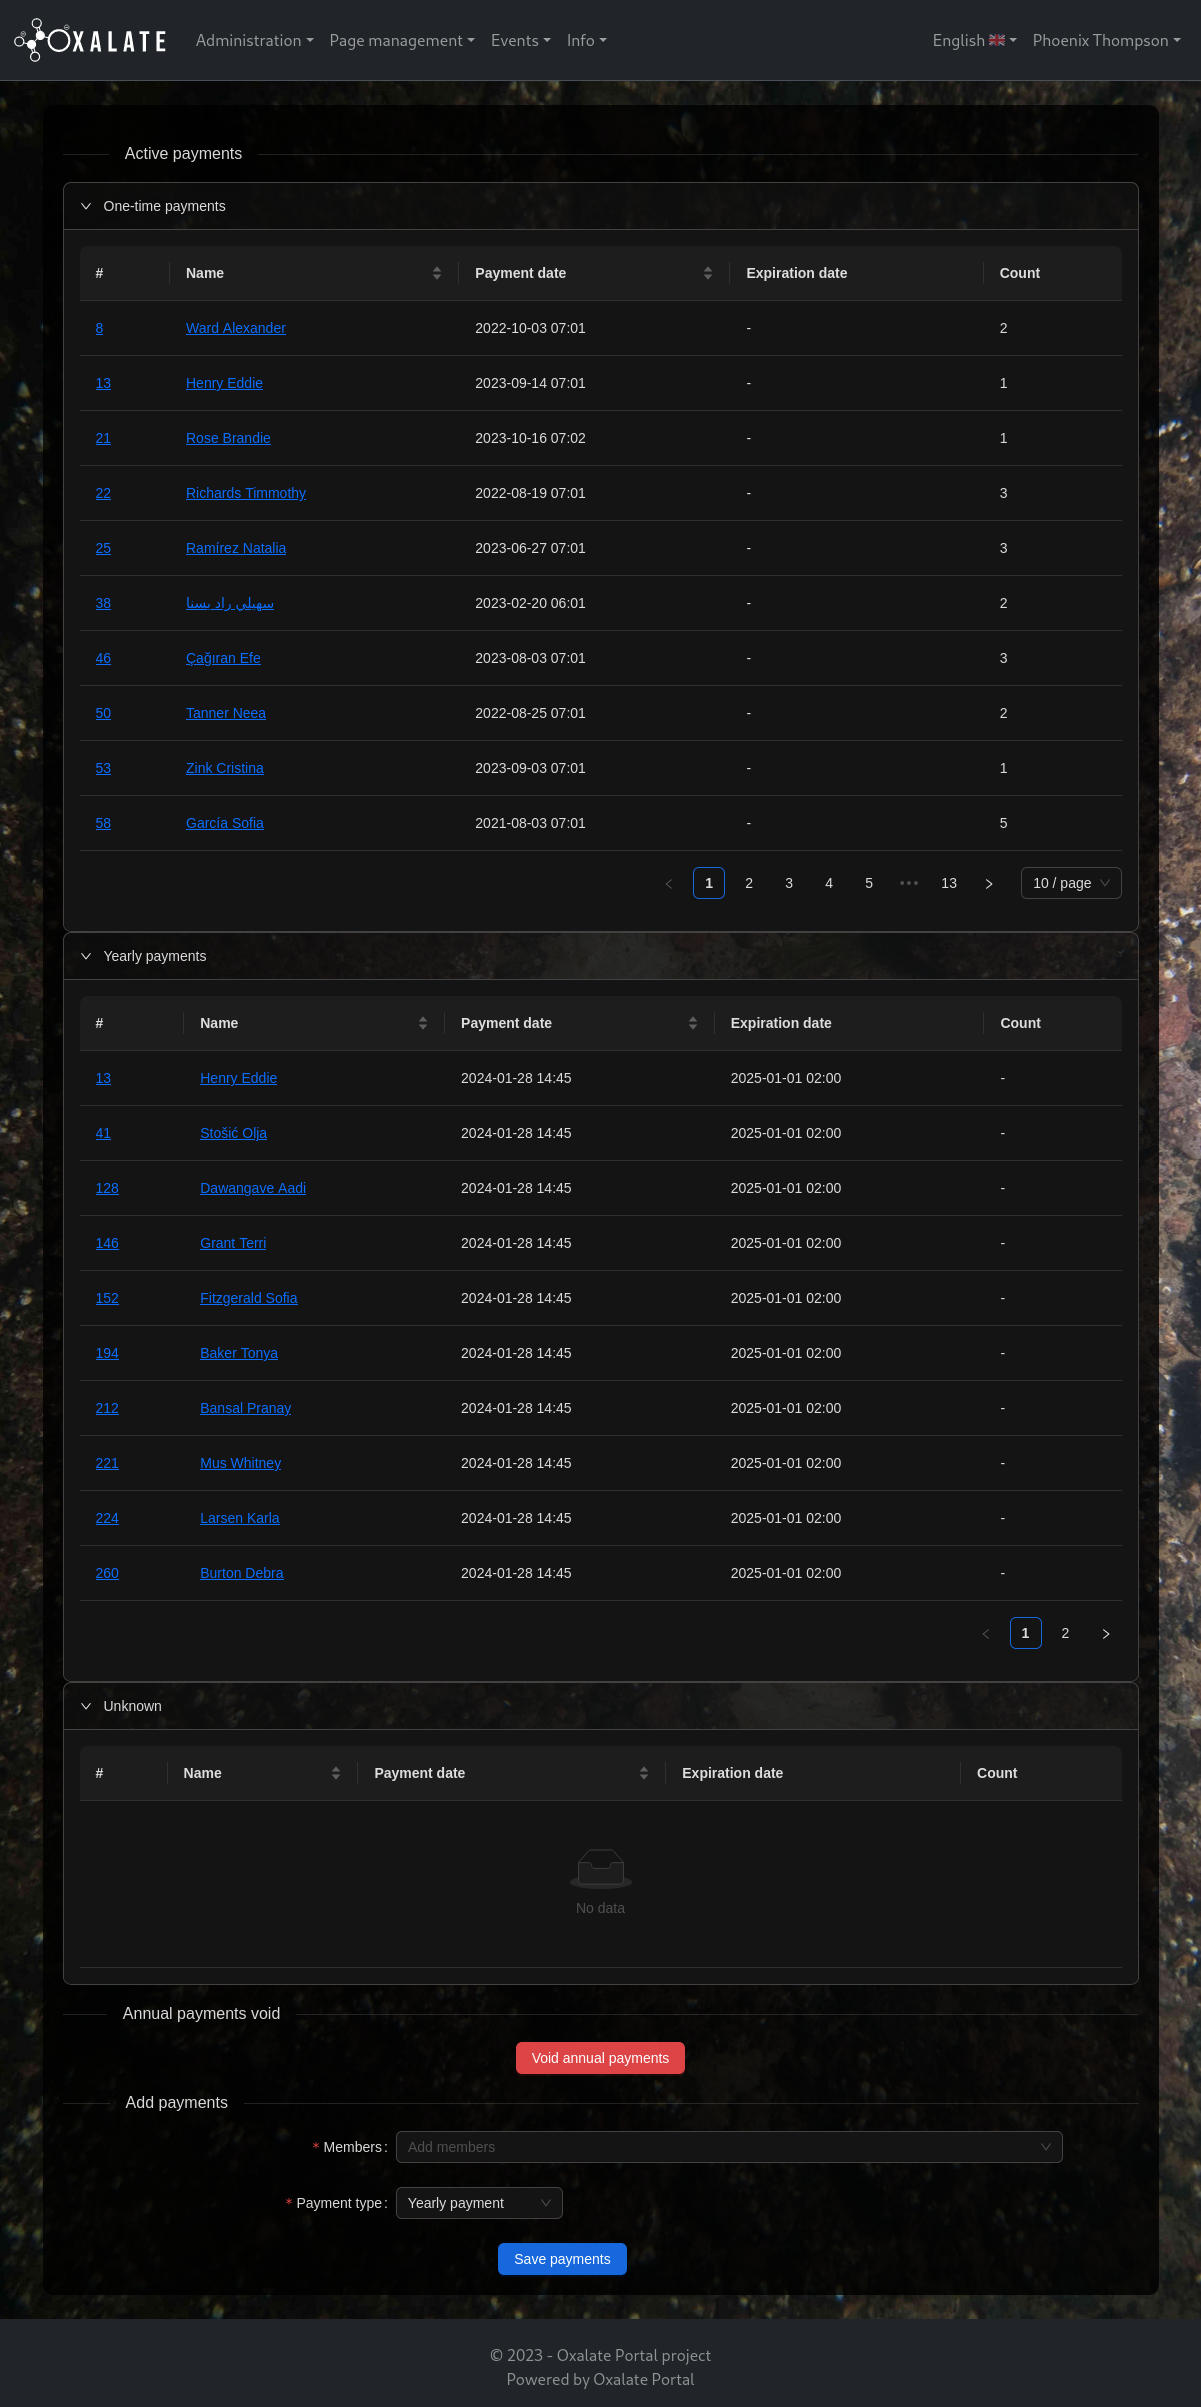 OXALATE Administration Page management Events Info English Phoenix Thompson
Active payments
One-time payments
# Name Payment date Expiration date Count
8 Ward Alexander 2022-10-03 07:01 - 2
13 Henry Eddie 2023-09-14 07:01 - 1
21 Rose Brandie 2023-10-16 07:02 - 1
22 Richards Timmothy 2022-08-19 07:01 - 3
25 Ramírez Natalia 2023-06-27 07:01 - 3
38 سهيلي راد يسنا 2023-02-20 06:01 - 2
46 Çağıran Efe 2023-08-03 07:01 - 3
50 Tanner Neea 2022-08-25 07:01 - 2
53 Zink Cristina 2023-09-03 07:01 - 1
58 García Sofia 2021-08-03 07:01 - 5
1 2 3 4 5 ••• 13 10 / page
Yearly payments
# Name Payment date Expiration date Count
13 Henry Eddie 2024-01-28 14:45 2025-01-01 02:00 -
41 Stošić Olja 2024-01-28 14:45 2025-01-01 02:00 -
128 Dawangave Aadi 2024-01-28 14:45 2025-01-01 02:00 -
146 Grant Terri 2024-01-28 14:45 2025-01-01 02:00 -
152 Fitzgerald Sofia 2024-01-28 14:45 2025-01-01 02:00 -
194 Baker Tonya 2024-01-28 14:45 2025-01-01 02:00 -
212 Bansal Pranay 2024-01-28 14:45 2025-01-01 02:00 -
221 Mus Whitney 2024-01-28 14:45 2025-01-01 02:00 -
224 Larsen Karla 2024-01-28 14:45 2025-01-01 02:00 -
260 Burton Debra 2024-01-28 14:45 2025-01-01 02:00 -
1 2
Unknown
# Name Payment date Expiration date Count
No data
Annual payments void
Void annual payments
Add payments
* Members : Add members
* Payment type : Yearly payment
Save payments
© 2023 - Oxalate Portal project
Powered by Oxalate Portal